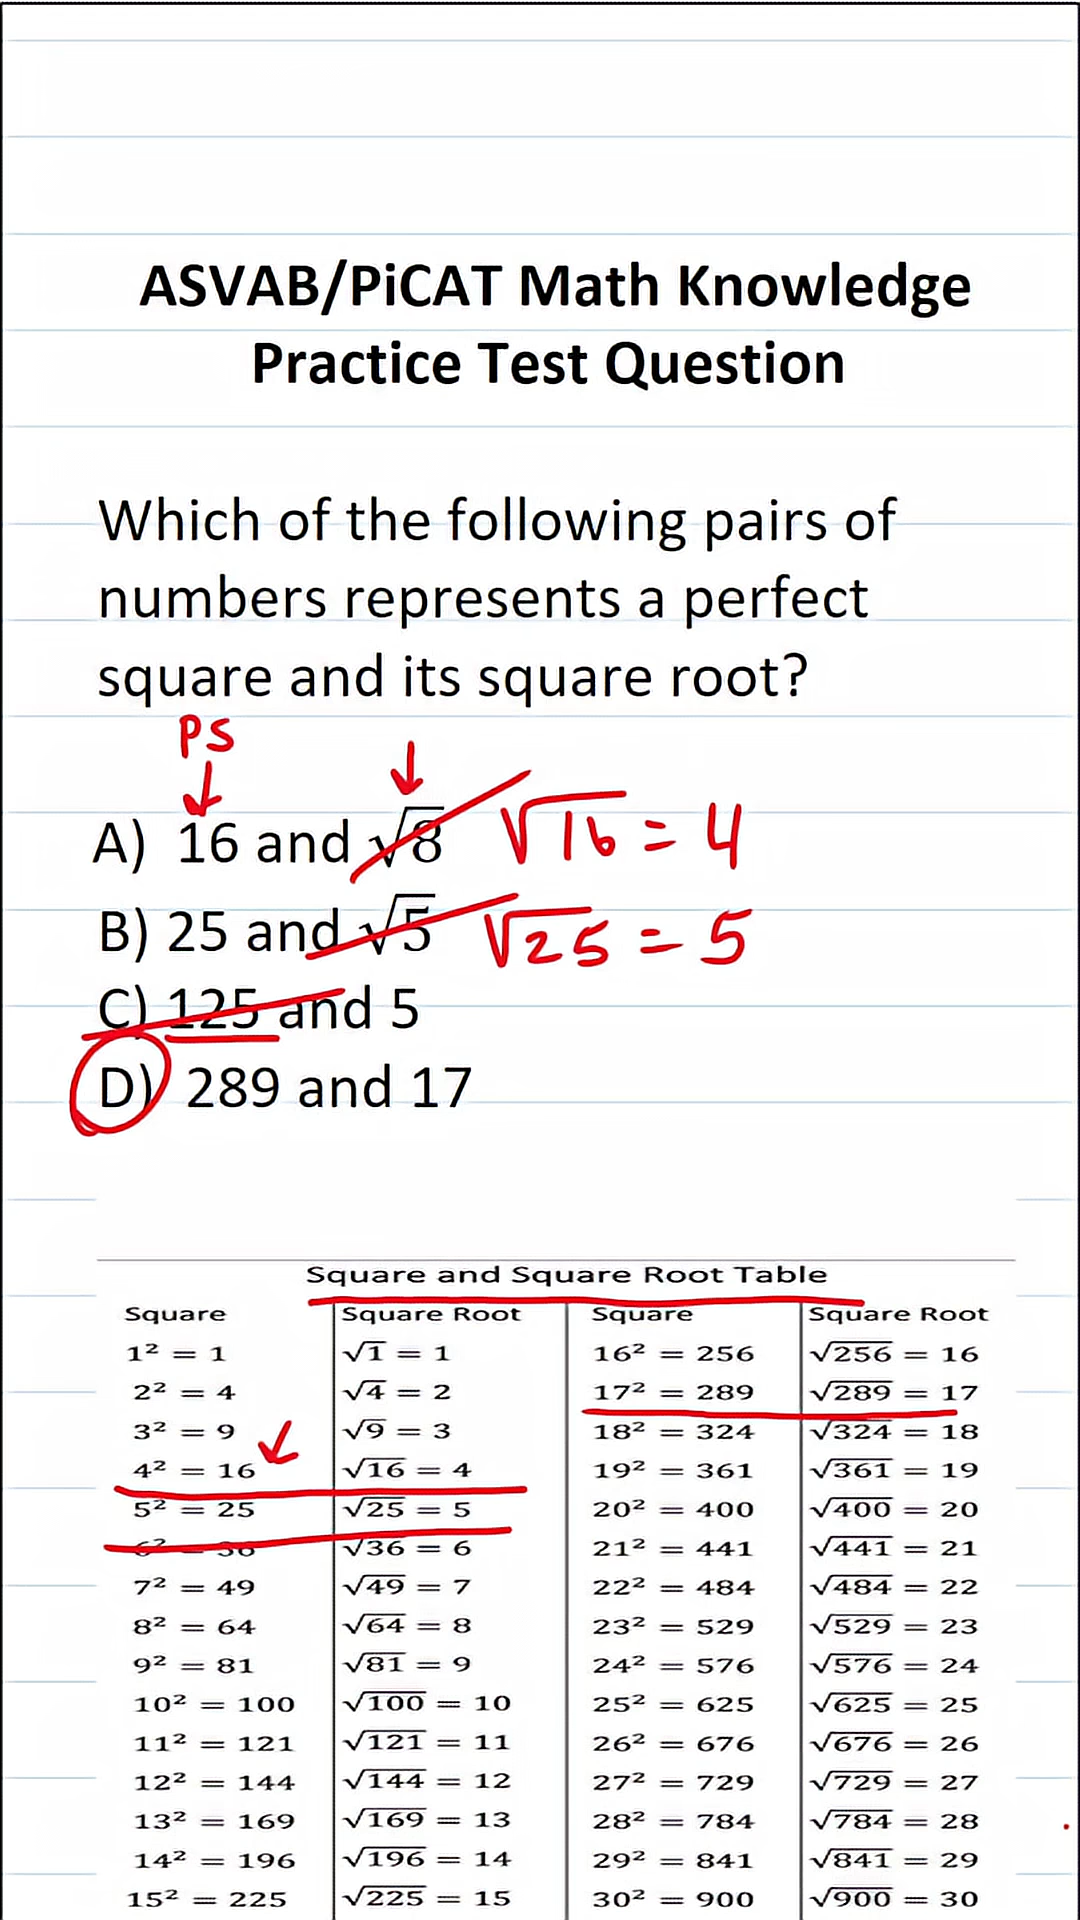 ASVAB/PiCAT Math Knowledge
Practice Test Question
Which of the following pairs of
numbers represents a perfect
square and its square root?
PS
A) 16 and √8 √16 = 4
B) 25 and √5 √25 = 5
C) 125 and 5
D) 289 and 17
Square and Square Root Table
Square Square Root Square Square Root
1² = 1 √1 = 1 16² = 256 √256 = 16
2² = 4 √4 = 2 17² = 289 √289 = 17
3² = 9 √9 = 3 18² = 324 √324 = 18
4² = 16 √16 = 4 19² = 361 √361 = 19
5² = 25 √25 = 5 20² = 400 √400 = 20
6² = 36 √36 = 6 21² = 441 √441 = 21
7² = 49 √49 = 7 22² = 484 √484 = 22
8² = 64 √64 = 8 23² = 529 √529 = 23
9² = 81 √81 = 9 24² = 576 √576 = 24
10² = 100 √100 = 10 25² = 625 √625 = 25
11² = 121 √121 = 11 26² = 676 √676 = 26
12² = 144 √144 = 12 27² = 729 √729 = 27
13² = 169 √169 = 13 28² = 784 √784 = 28
14² = 196 √196 = 14 29² = 841 √841 = 29
15² = 225 √225 = 15 30² = 900 √900 = 30